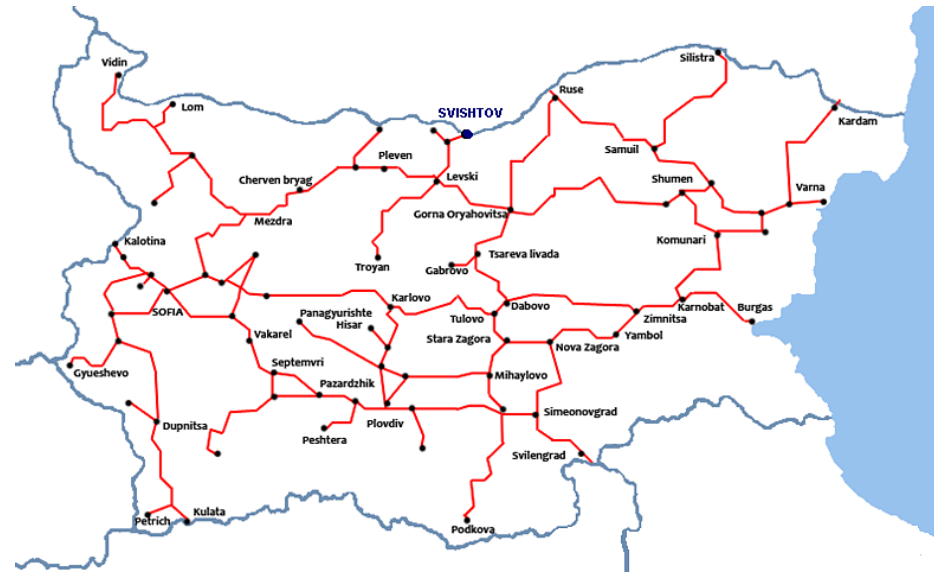 Vidin
Silistra
Ruse
Lom
SVISHTOV
Kardam
Samuil
Pleven
Cherven bryag
Levski
Shumen
Varna
Mezdra
Gorna Oryahovitsa
Kalotina
Komunari
Troyan
Gabrovo
Tsareva livada
SOFIA
Karlovo
Dabovo
Karnobat
Burgas
Panagyurishte
Tulovo
Zimnitsa
Hisar
Vakarel
Stara Zagora
Nova Zagora
Yambol
Gyueshevo
Septemvri
Mihaylovo
Pazardzhik
Simeonovgrad
Dupnitsa
Peshtera
Plovdiv
Svilengrad
Petrich
Kulata
Podkova